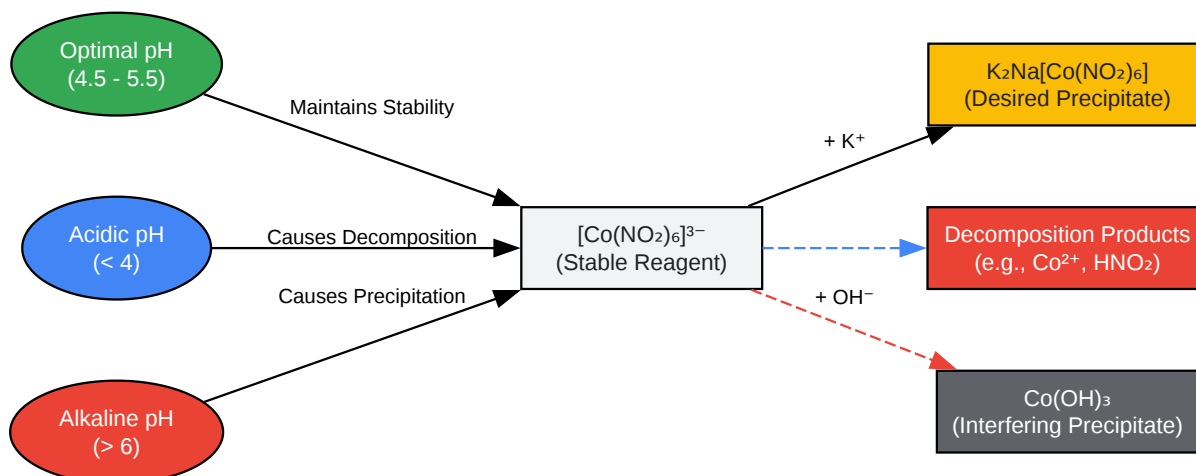 Optimal pH
(4.5 - 5.5)
Maintains Stability
K₂Na[Co(NO₂)₆]
(Desired Precipitate)
+ K⁺
Acidic pH
(< 4)
Causes Decomposition
[Co(NO₂)₆]³⁻
(Stable Reagent)
Decomposition Products
(e.g., Co²⁺, HNO₂)
Causes Precipitation
+ OH⁻
Alkaline pH
(> 6)
Co(OH)₃
(Interfering Precipitate)